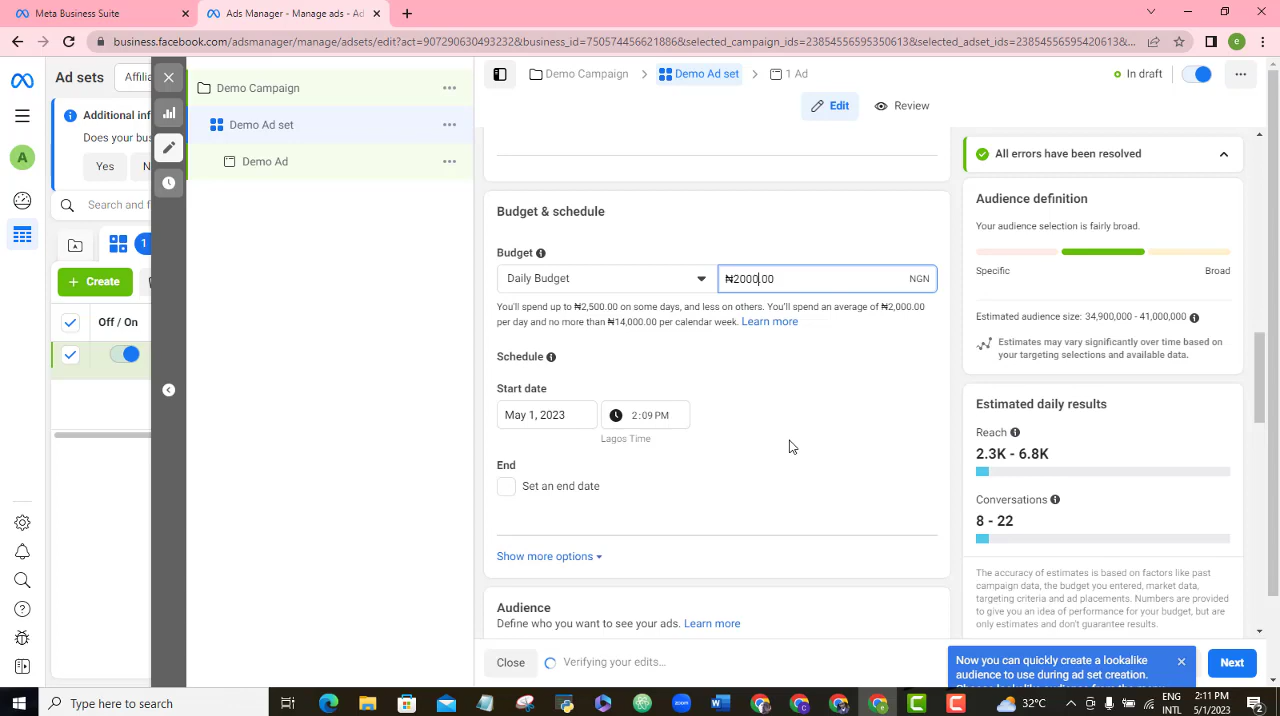 Meta Business Suite
Ads Manager - Manage ads - Ad
business.facebook.com/adsmanager/manage/adsets/edit?act=
Ad sets
Affilia
Additional inf
Does your bus
Yes
N
Search and f
1
+ Create
Off / On
A
Demo Campaign
Demo Ad set
Demo Ad
Demo Campaign
Demo Ad set
1 Ad
In draft
Edit
Review
Budget & schedule
Budget
Daily Budget
₦2000.00
NGN
You'll spend up to ₦2,500.00 on some days, and less on others. You'll spend an average of ₦2,000.00
per day and no more than ₦14,000.00 per calendar week. Learn more
Schedule
Start date
May 1, 2023
2:09 PM
Lagos Time
End
Set an end date
Show more options
Audience
Define who you want to see your ads. Learn more
Close
Verifying your edits...
All errors have been resolved
Audience definition
Your audience selection is fairly broad.
Specific
Broad
Estimated audience size: 34,900,000 - 41,000,000
Estimates may vary significantly over time based on
your targeting selections and available data.
Estimated daily results
Reach
2.3K - 6.8K
Conversations
8 - 22
The accuracy of estimates is based on factors like past
campaign data, the budget you entered, market data,
targeting criteria and ad placements. Numbers are provided
to give you an idea of performance for your budget, but are
only estimates and don't guarantee results.
Now you can quickly create a lookalike
audience to use during ad set creation.
Next
Type here to search
zoom
32°C
ENG
INTL
2:11 PM
5/1/2023
2